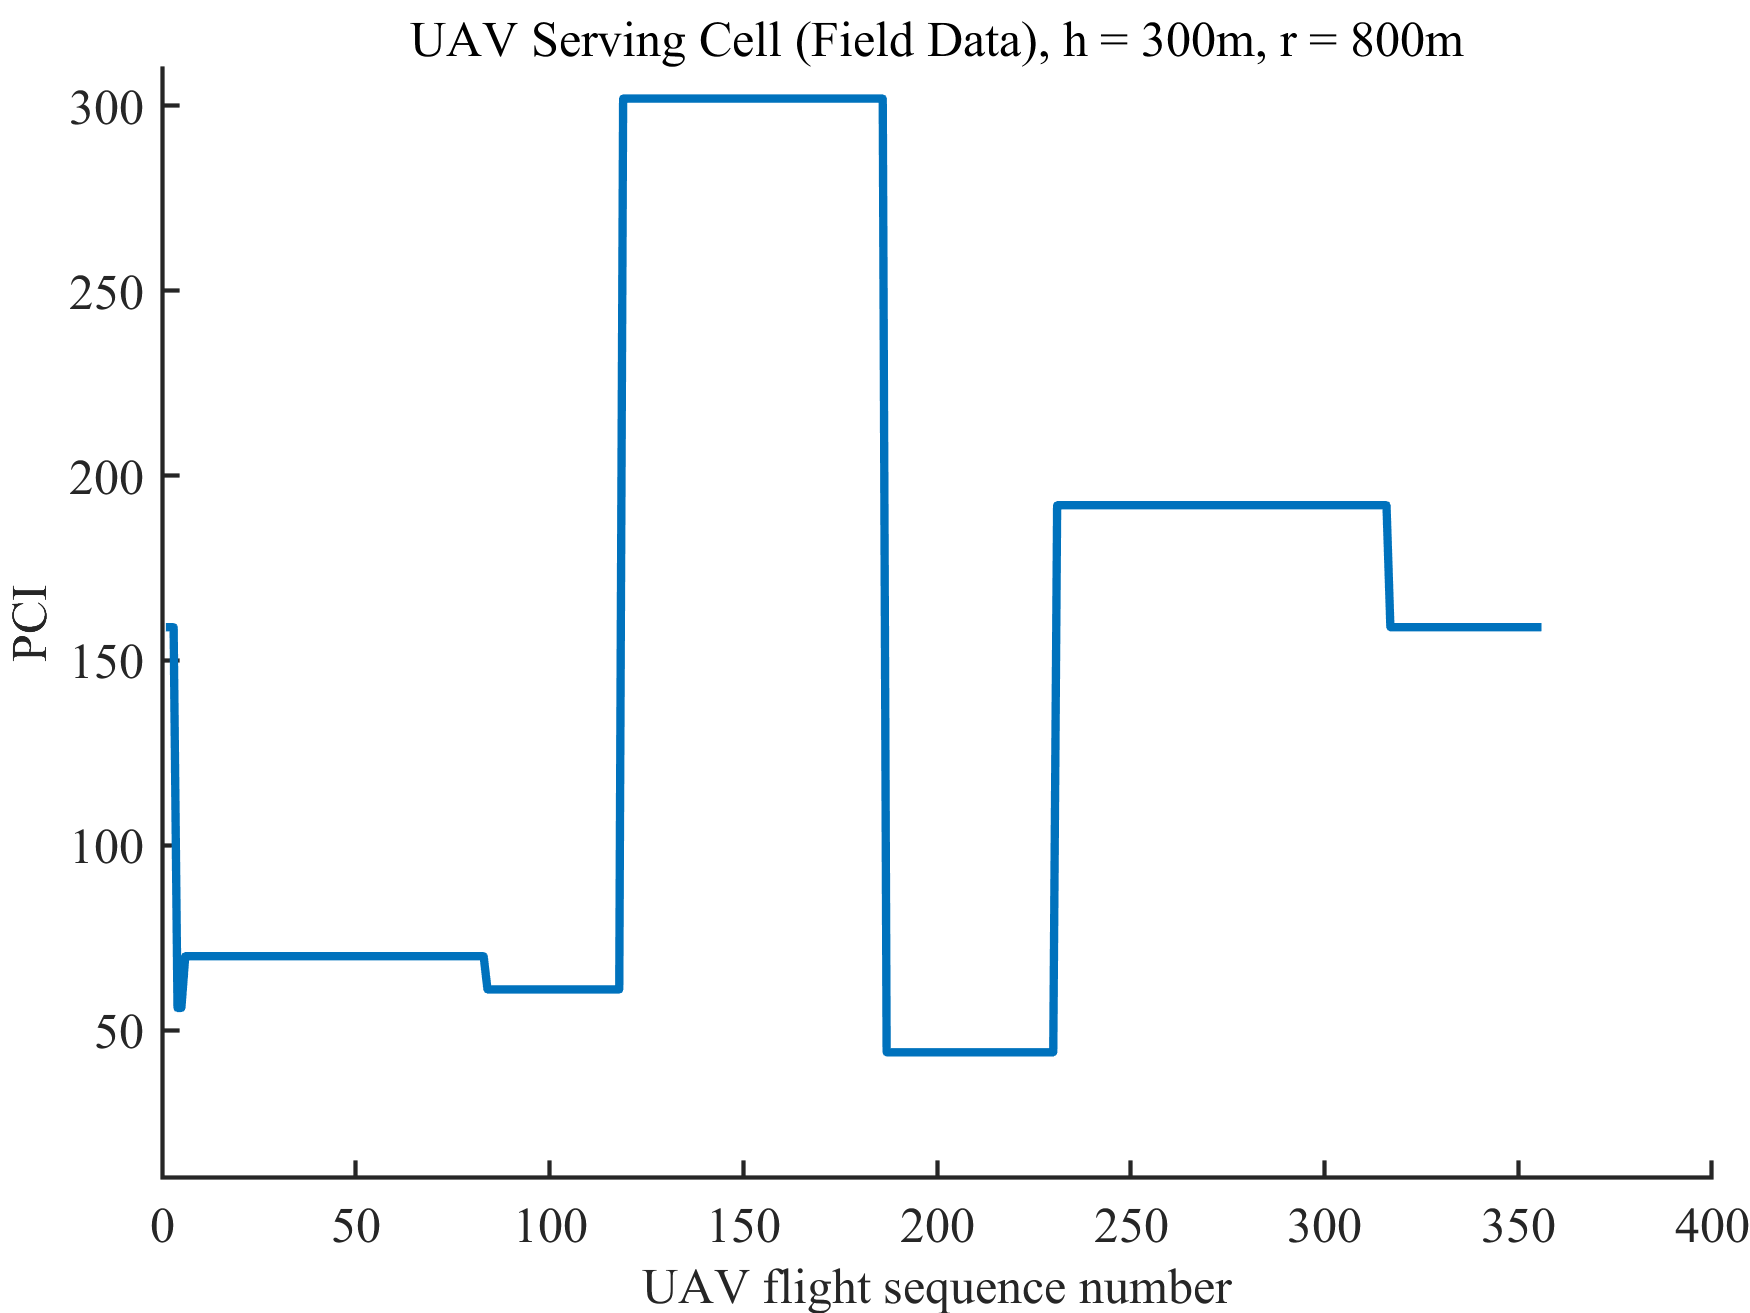 UAV Serving Cell (Field Data), h = 300m, r = 800m
300
250
200
150
100
50
PCI
0 50 100 150 200 250 300 350 400
UAV flight sequence number